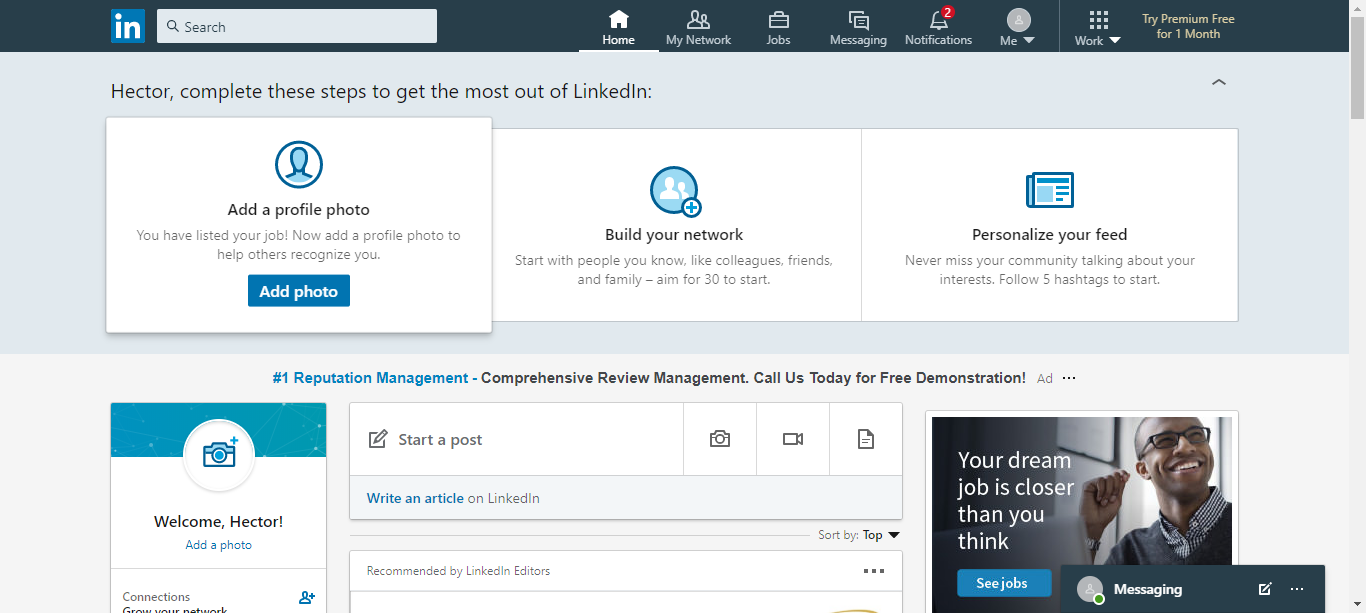 in
Search
Home
My Network
Jobs
Messaging
2
Notifications
Me
Work
Try Premium Free
for 1 Month
Hector, complete these steps to get the most out of LinkedIn:
Add a profile photo
You have listed your job! Now add a profile photo to
help others recognize you.
Add photo
Build your network
Start with people you know, like colleagues, friends,
and family – aim for 30 to start.
Personalize your feed
Never miss your community talking about your
interests. Follow 5 hashtags to start.
#1 Reputation Management - Comprehensive Review Management. Call Us Today for Free Demonstration! Ad
Welcome, Hector!
Add a photo
Connections
Grow your network
Start a post
Write an article on LinkedIn
Sort by: Top
Recommended by LinkedIn Editors
Your dream
job is closer
than you
think
See jobs
Messaging